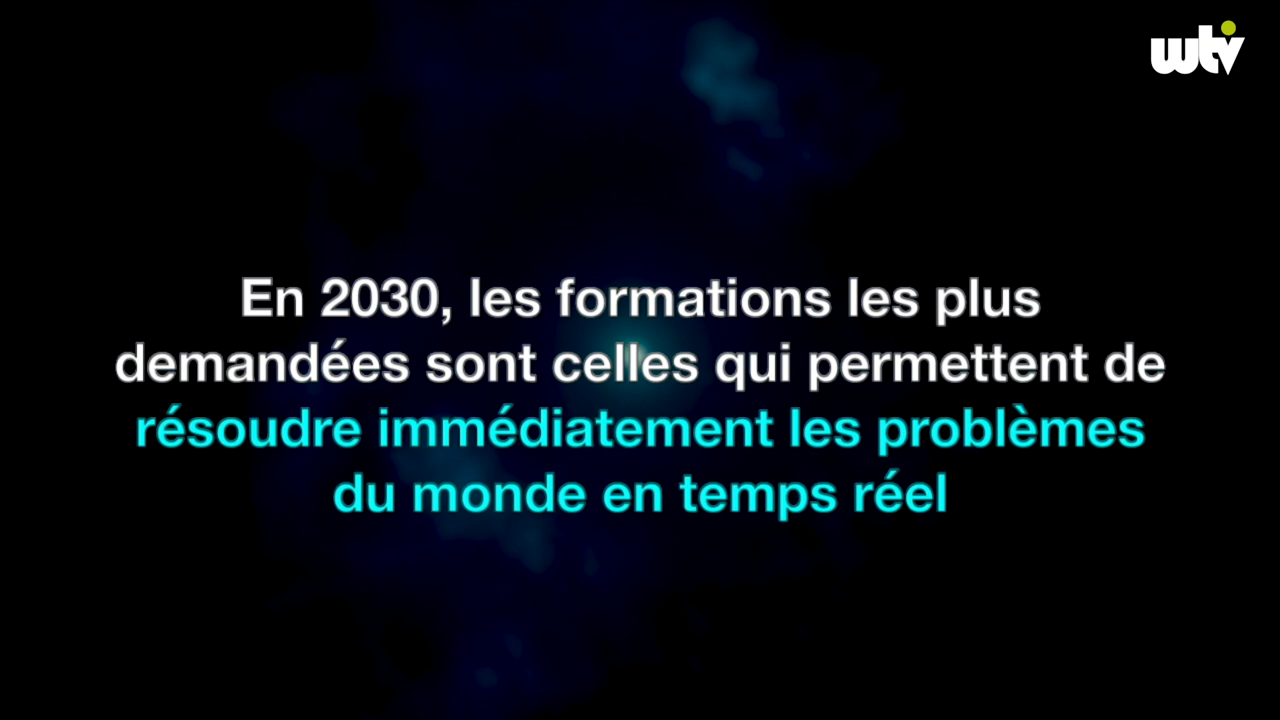 wtv
En 2030, les formations les plus
demandées sont celles qui permettent de
résoudre immédiatement les problèmes
du monde en temps réel